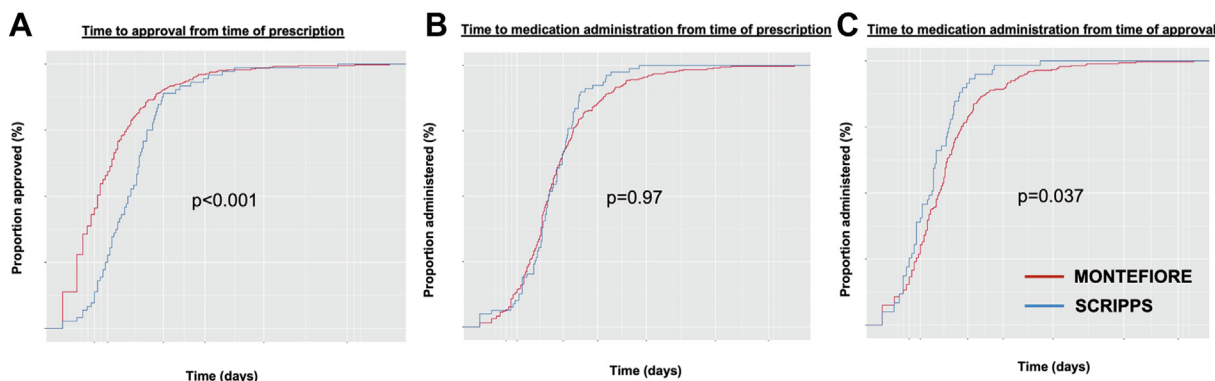 A
Time to approval from time of prescription
Proportion approved (%)
p<0.001
Time (days)
B
Time to medication administration from time of prescription
Proportion administered (%)
p=0.97
Time (days)
C
Time to medication administration from time of approval
Proportion administered (%)
p=0.037
MONTEFIORE
SCRIPPS
Time (days)